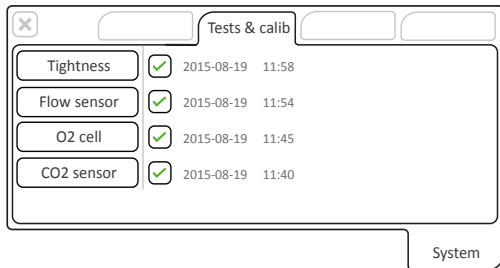 Tests & calib
Tightness 2015-08-19 11:58
Flow sensor 2015-08-19 11:54
O2 cell 2015-08-19 11:45
CO2 sensor 2015-08-19 11:40
System